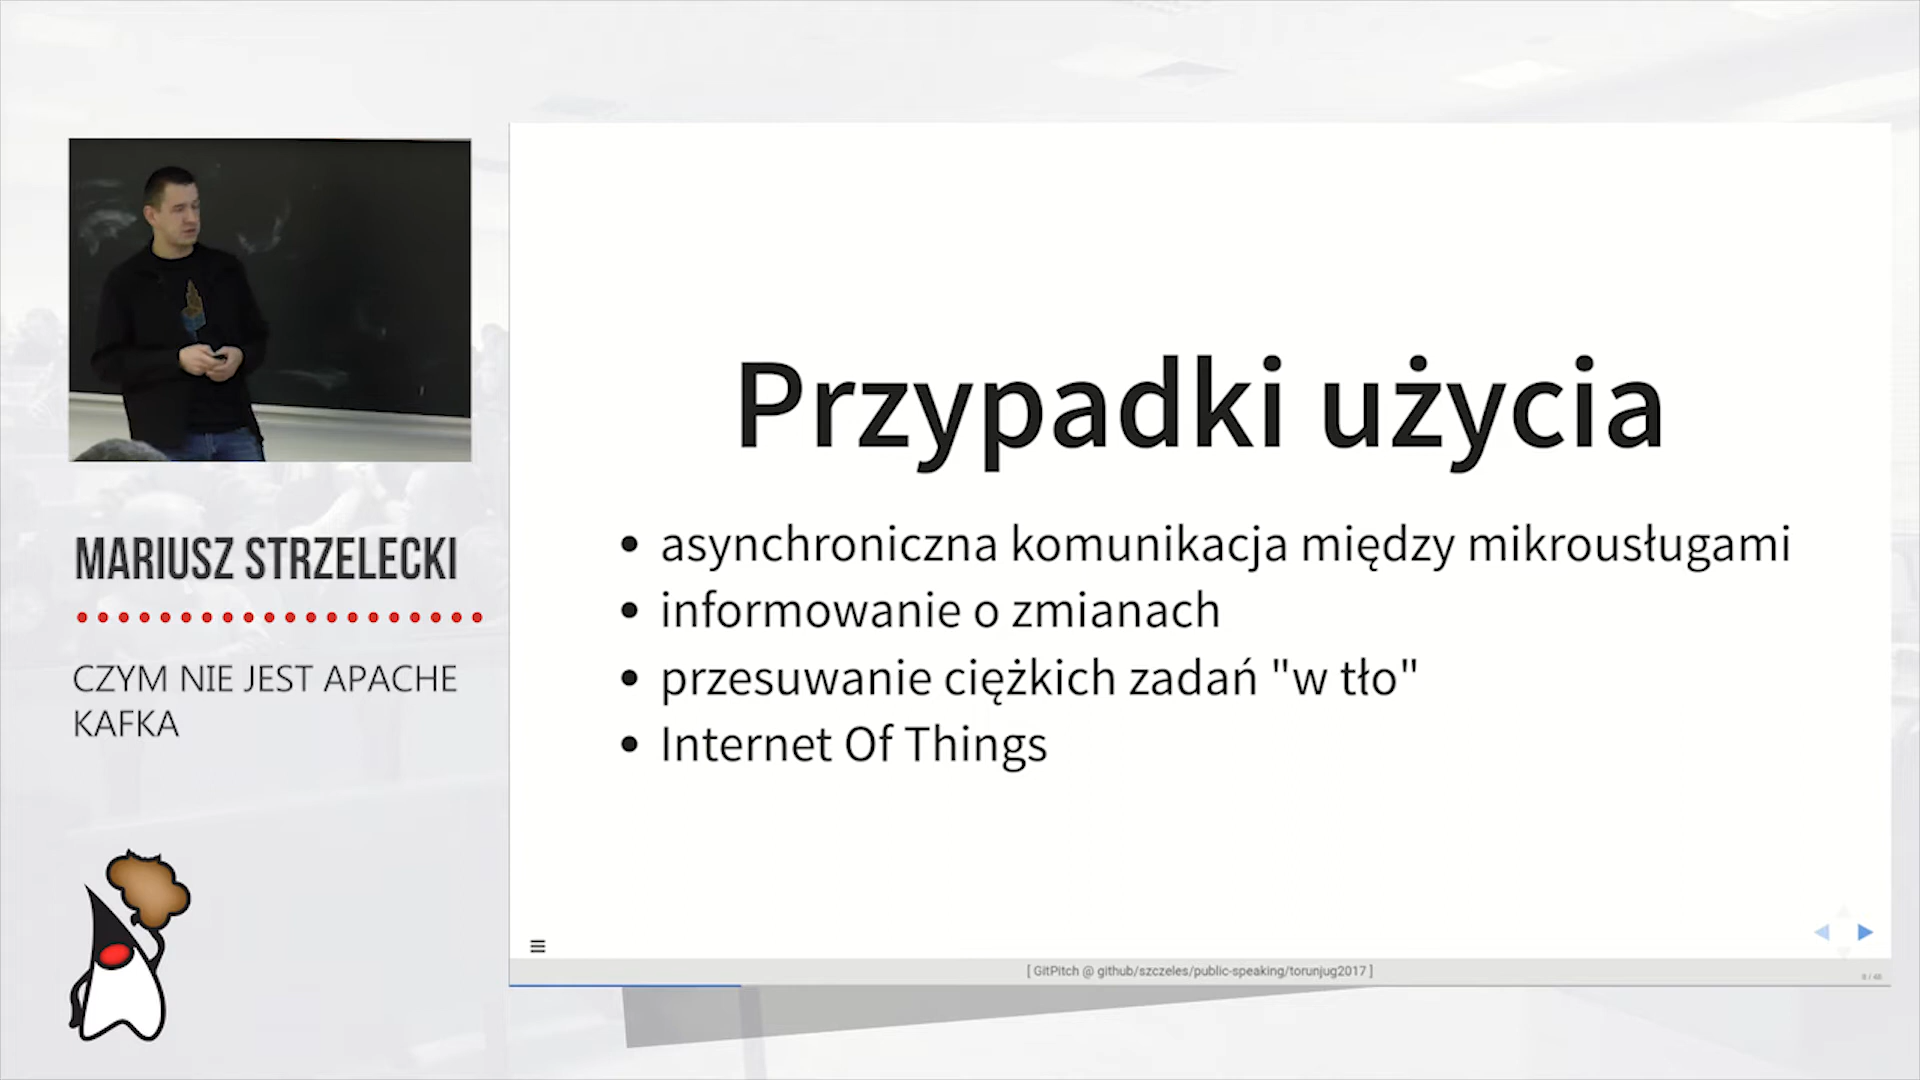 MARIUSZ STRZELECKI
CZYM NIE JEST APACHE
KAFKA
Przypadki użycia
asynchroniczna komunikacja między mikrousługami
informowanie o zmianach
przesuwanie ciężkich zadań "w tło"
Internet Of Things
[ GitPitch @ github/szczeles/public-speaking/torunjug2017 ]